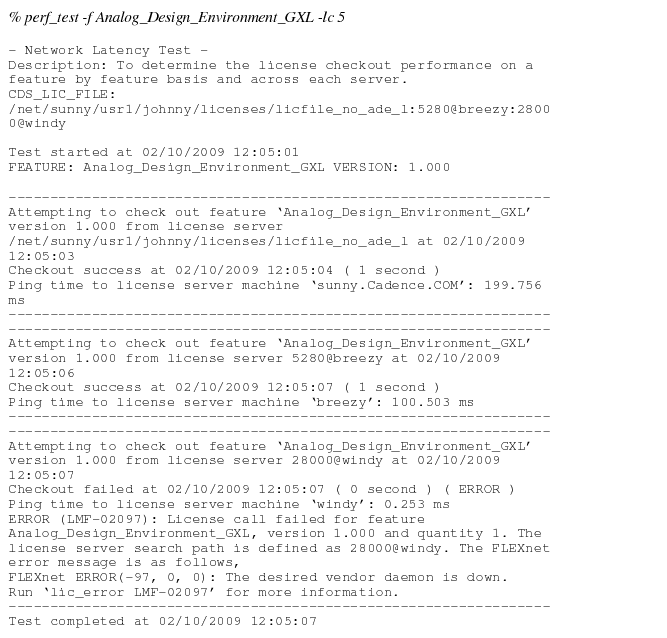 % perf_test -f Analog_Design_Environment_GXL -lc 5
- Network Latency Test -
Description: To determine the license checkout performance on a
feature by feature basis and across each server.
CDS_LIC_FILE:
/net/sunny/usr1/johnny/licenses/licfile_no_ade_l:5280@breezy:2800
0@windy
Test started at 02/10/2009 12:05:01
FEATURE: Analog_Design_Environment_GXL VERSION: 1.000
-----------------------------------------------------------------
Attempting to check out feature ‘Analog_Design_Environment_GXL’
version 1.000 from license server
/net/sunny/usr1/johnny/licenses/licfile_no_ade_l at 02/10/2009
12:05:03
Checkout success at 02/10/2009 12:05:04 ( 1 second )
Ping time to license server machine ‘sunny.Cadence.COM’: 199.756
ms
-----------------------------------------------------------------
-----------------------------------------------------------------
Attempting to check out feature ‘Analog_Design_Environment_GXL’
version 1.000 from license server 5280@breezy at 02/10/2009
12:05:06
Checkout success at 02/10/2009 12:05:07 ( 1 second )
Ping time to license server machine ‘breezy’: 100.503 ms
-----------------------------------------------------------------
-----------------------------------------------------------------
Attempting to check out feature ‘Analog_Design_Environment_GXL’
version 1.000 from license server 28000@windy at 02/10/2009
12:05:07
Checkout failed at 02/10/2009 12:05:07 ( 0 second ) ( ERROR )
Ping time to license server machine ‘windy’: 0.253 ms
ERROR (LMF-02097): License call failed for feature
Analog_Design_Environment_GXL, version 1.000 and quantity 1. The
license server search path is defined as 28000@windy. The FLEXnet
error message is as follows,
FLEXnet ERROR(-97, 0, 0): The desired vendor daemon is down.
Run ‘lic_error LMF-02097’ for more information.
-----------------------------------------------------------------
Test completed at 02/10/2009 12:05:07